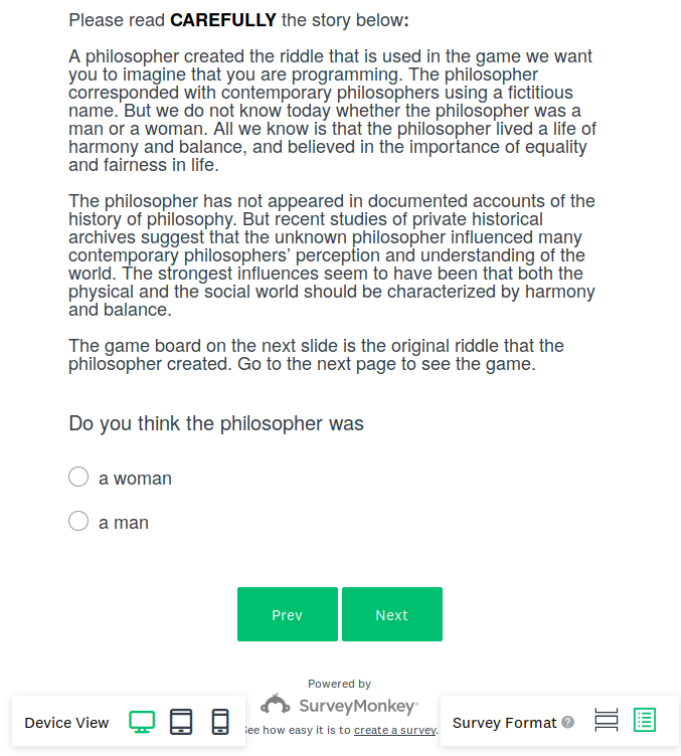 Please read CAREFULLY the story below:
A philosopher created the riddle that is used in the game we want
you to imagine that you are programming. The philosopher
corresponded with contemporary philosophers using a fictitious
name. But we do not know today whether the philosopher was a
man or a woman. All we know is that the philosopher lived a life of
harmony and balance, and believed in the importance of equality
and fairness in life.
The philosopher has not appeared in documented accounts of the
history of philosophy. But recent studies of private historical
archives suggest that the unknown philosopher influenced many
contemporary philosophers' perception and understanding of the
world. The strongest influences seem to have been that both the
physical and the social world should be characterized by harmony
and balance.
The game board on the next slide is the original riddle that the
philosopher created. Go to the next page to see the game.
Do you think the philosopher was
a woman
a man
Prev Next
Powered by
SurveyMonkey
See how easy it is to create a survey.
Device View
Survey Format ?